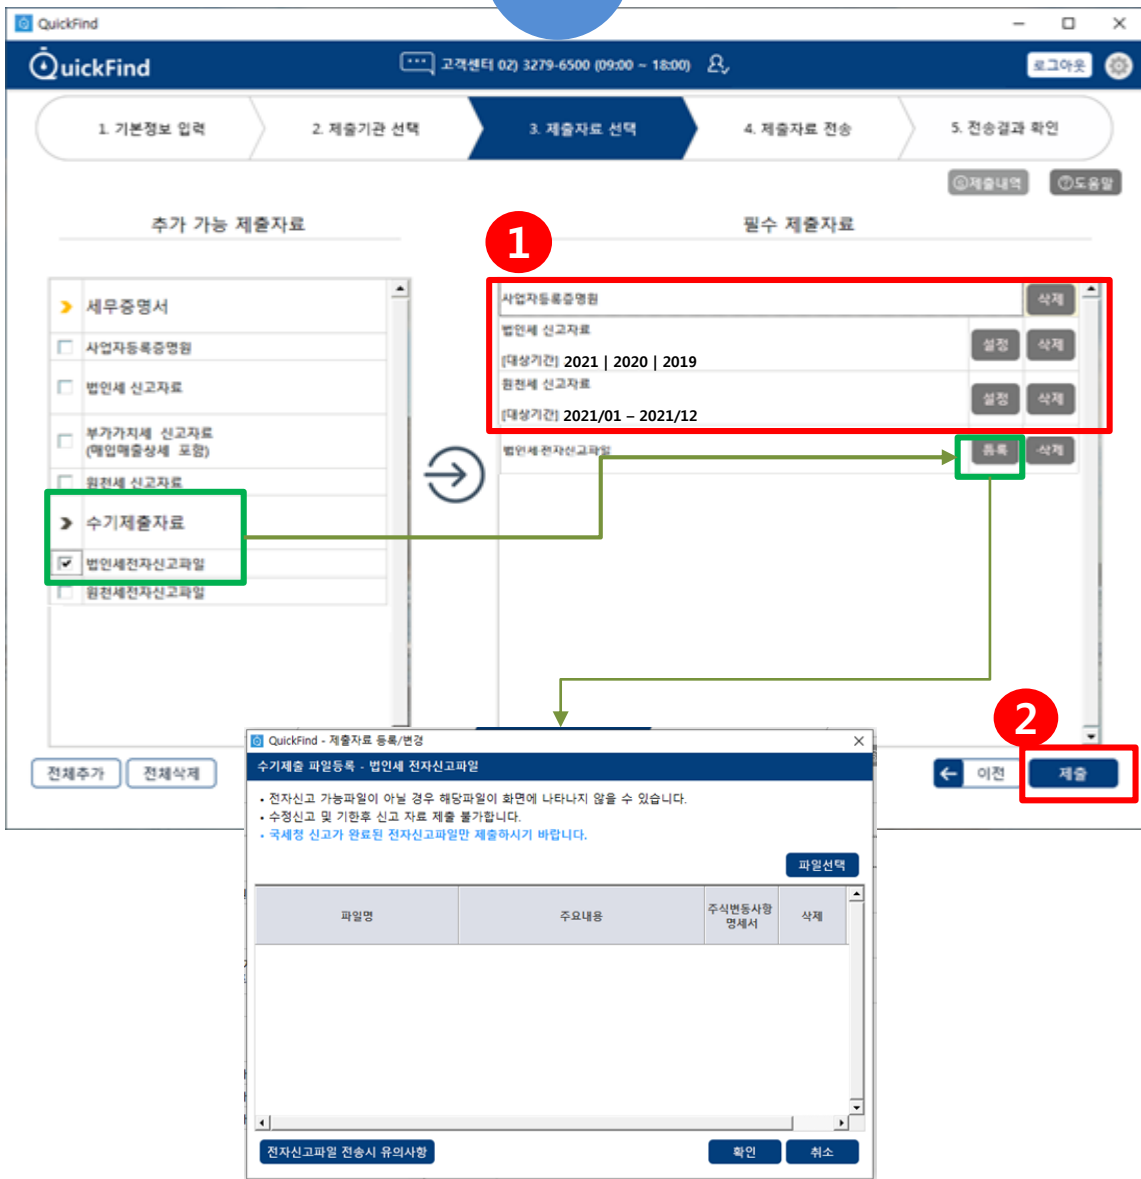 QuickFind
QuickFind
고객센터 02) 3279-6500 (09:00 ~ 18:00)
로그아웃
1. 기본정보 입력
2. 제출기관 선택
3. 제출자료 선택
4. 제출자료 전송
5. 전송결과 확인
제출내역
도움말
추가 가능 제출자료
필수 제출자료
1
세무증명서
사업자등록증명원
법인세 신고자료
부가가치세 신고자료
(매입매출상세 포함)
원천세 신고자료
수기제출자료
법인세전자신고파일
원천세전자신고파일
사업자등록증명원
삭제
법인세 신고자료
[대상기간] 2021 | 2020 | 2019
설정
삭제
원천세 신고자료
[대상기간] 2021/01 – 2021/12
설정
삭제
법인세전자신고파일
등록
삭제
2
전체추가
전체삭제
이전
제출
QuickFind - 제출자료 등록/변경
수기제출 파일등록 - 법인세 전자신고파일
• 전자신고 가능파일이 아닐 경우 해당파일이 화면에 나타나지 않을 수 있습니다.
• 수정신고 및 기한후 신고 자료 제출 불가합니다.
• 국세청 신고가 완료된 전자신고파일만 제출하시기 바랍니다.
파일선택
파일명
주요내용
주식변동사항
명세서
삭제
전자신고파일 전송시 유의사항
확인
취소